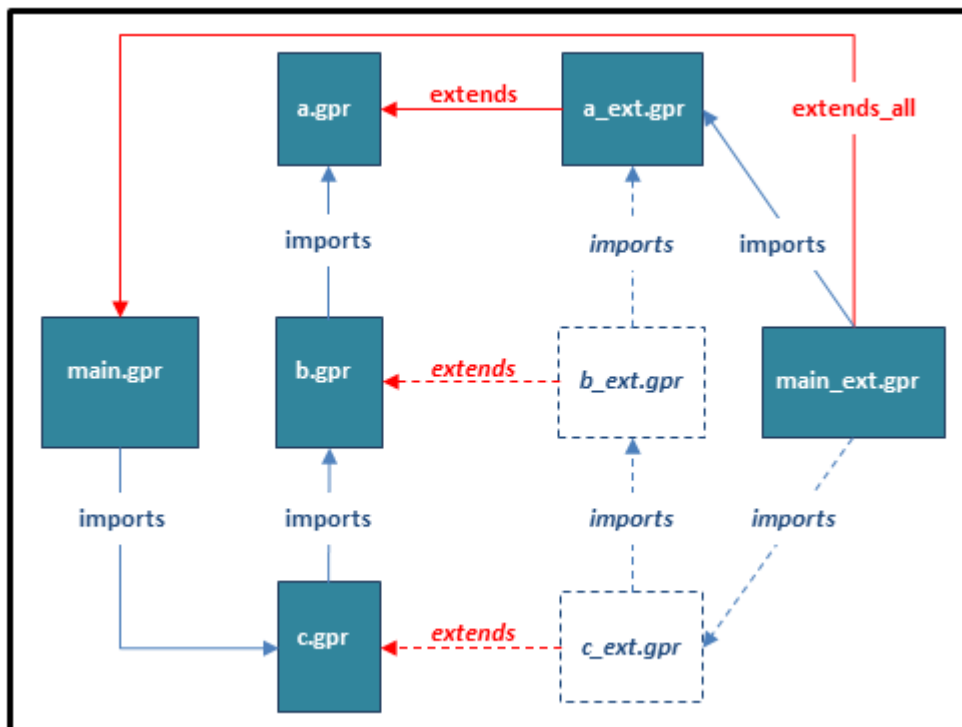 a.gpr
extends
a_ext.gpr
extends_all
imports
imports
imports
main.gpr
b.gpr
extends
b_ext.gpr
main_ext.gpr
imports
imports
imports
imports
c.gpr
extends
c_ext.gpr